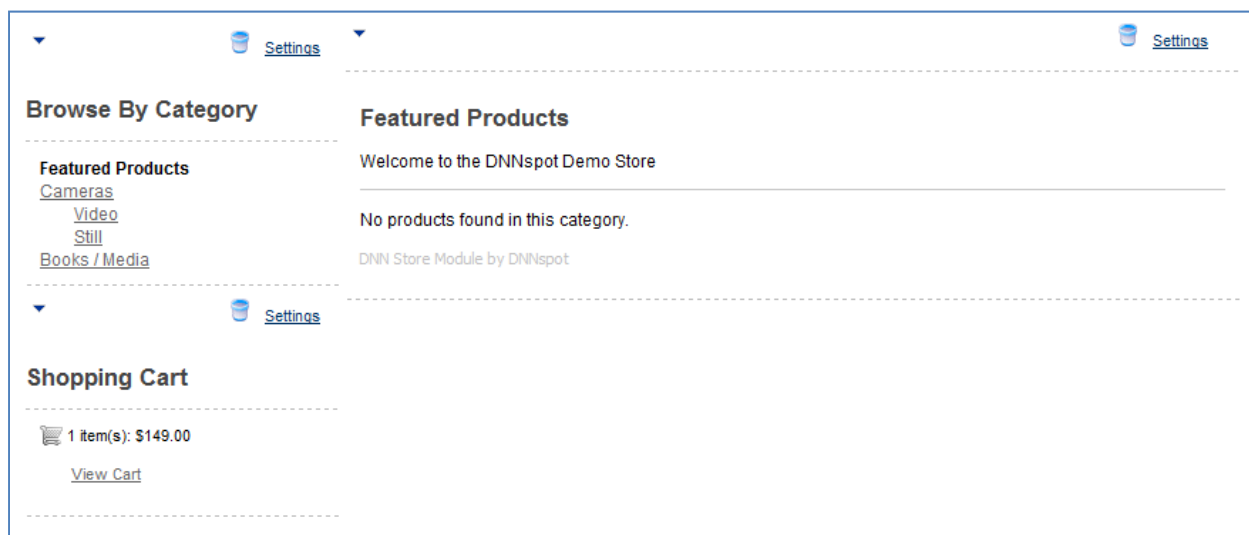 Settings
Browse By Category
Featured Products
Cameras
Video
Still
Books / Media
Settings
Shopping Cart
1 item(s): $149.00
View Cart
Settings
Featured Products
Welcome to the DNNspot Demo Store
No products found in this category.
DNN Store Module by DNNspot